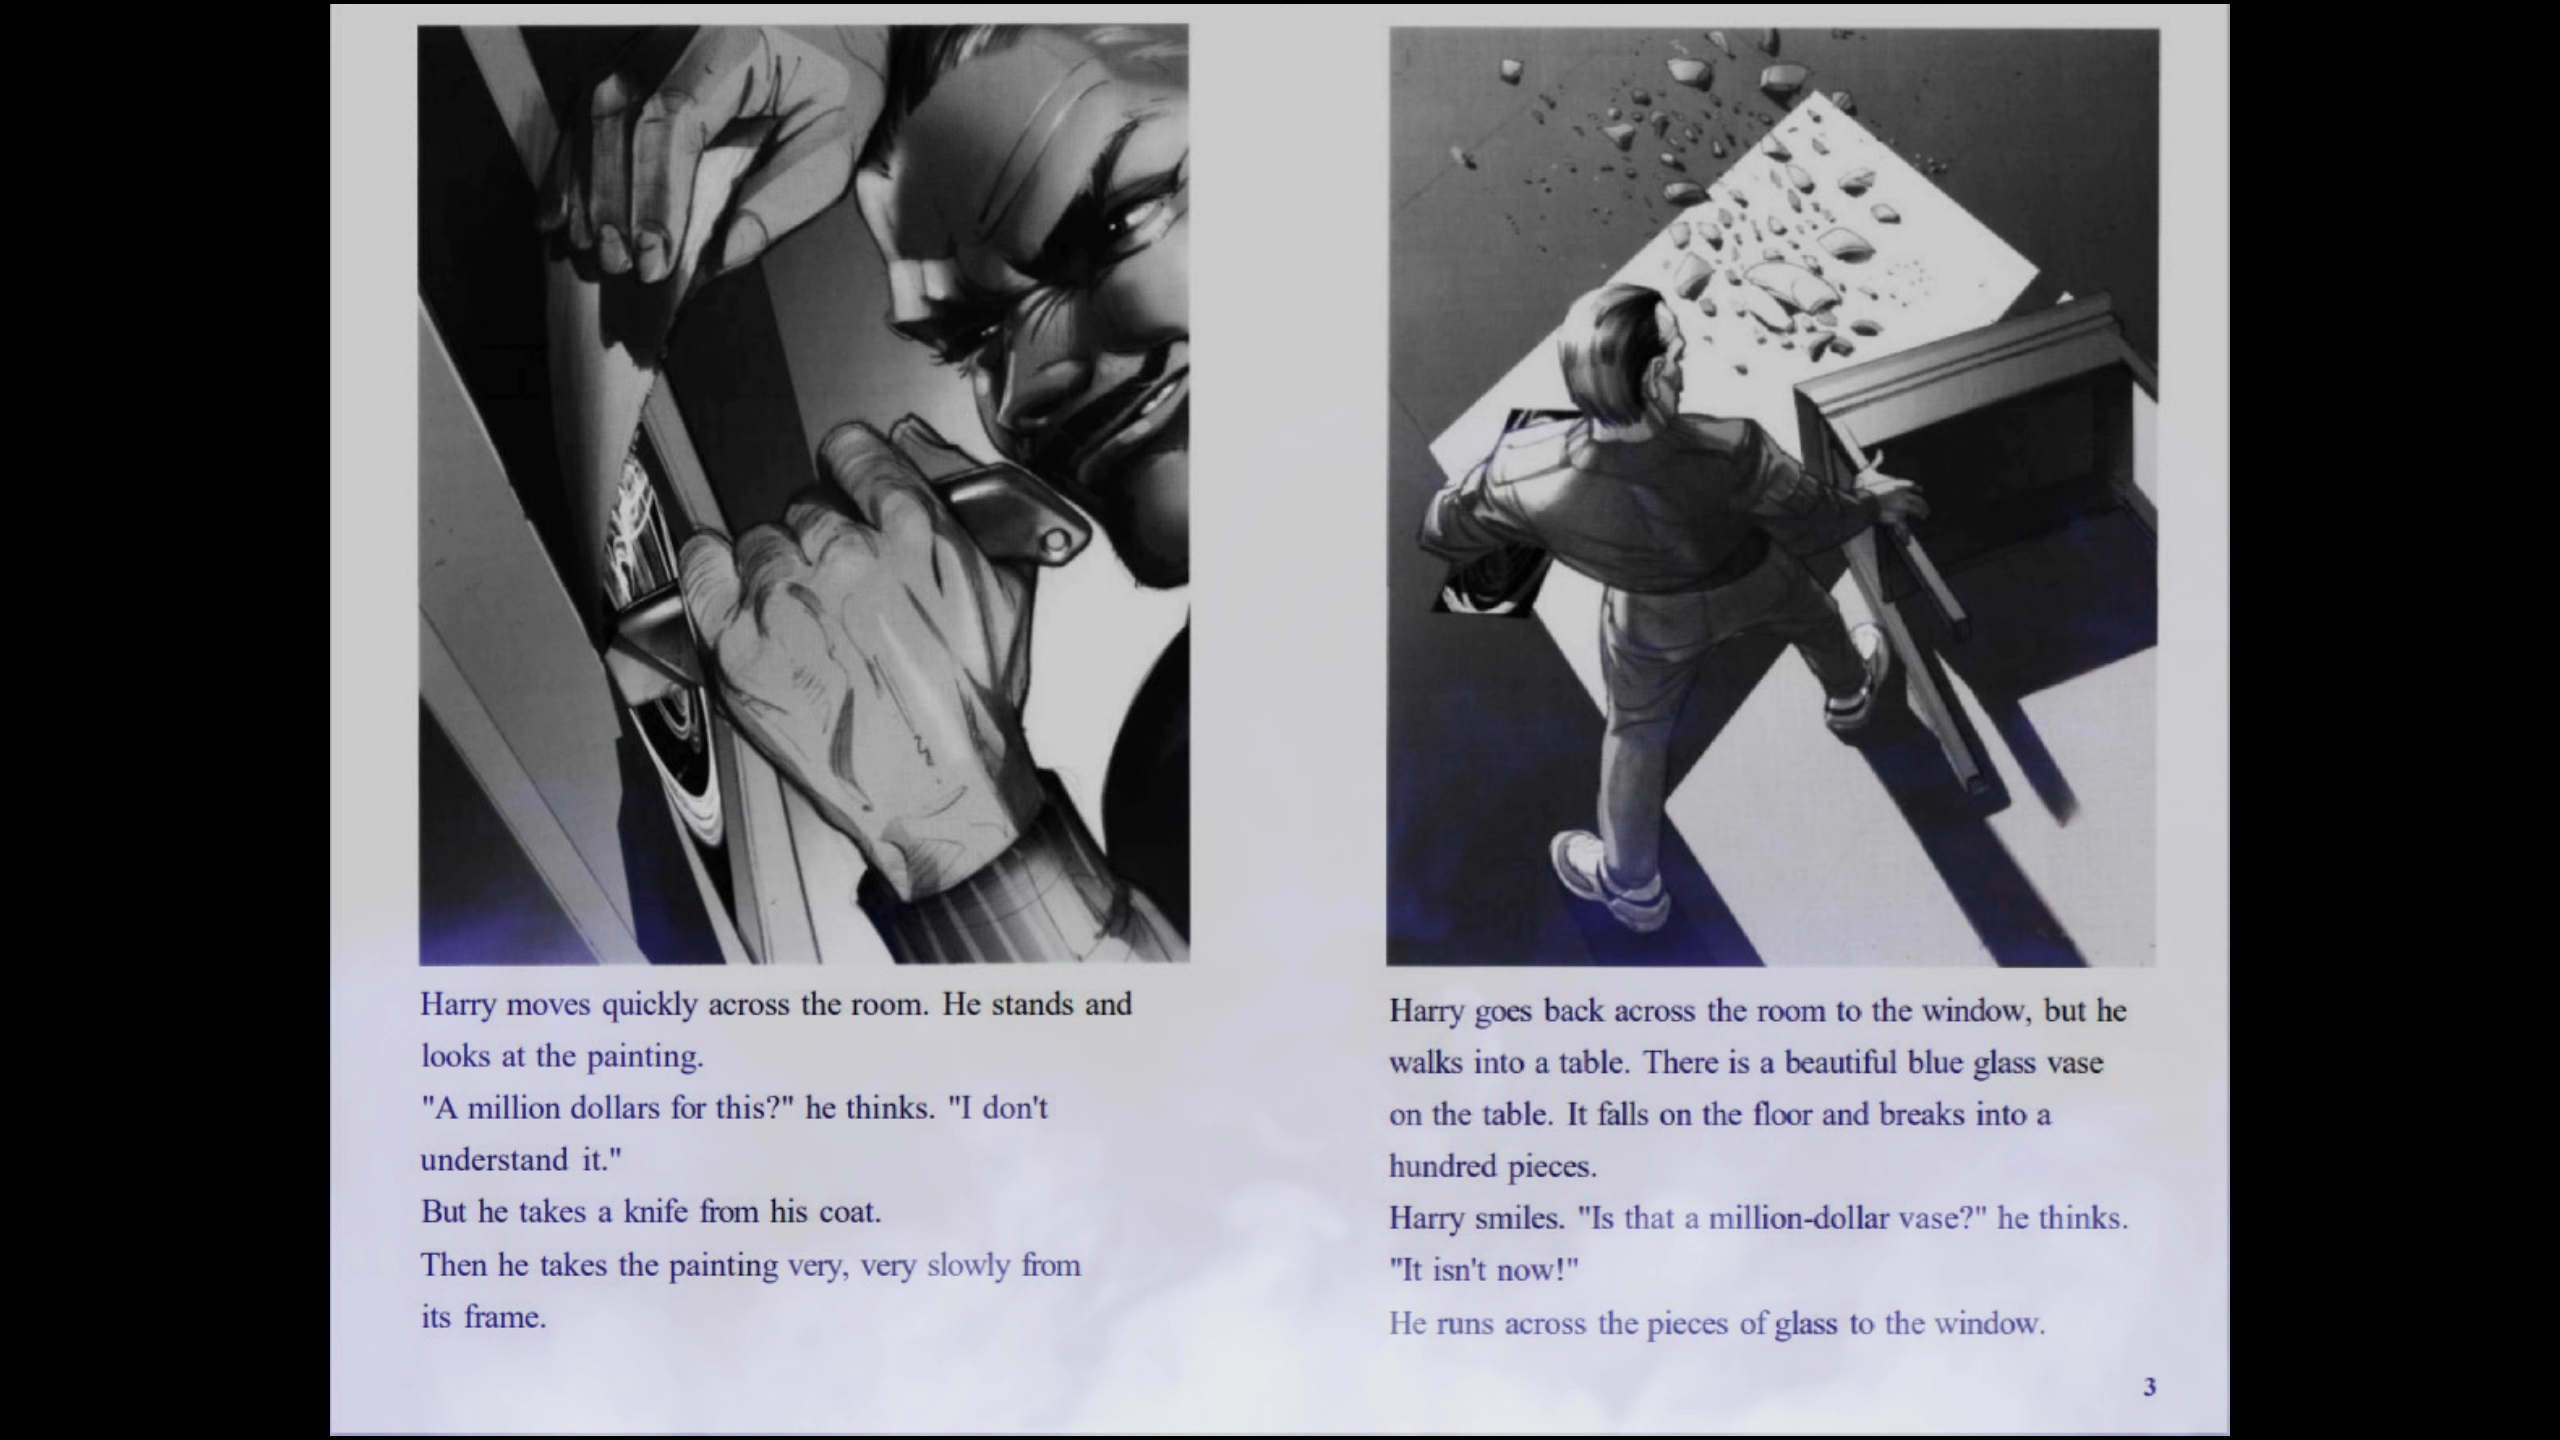 Harry moves quickly across the room. He stands and
looks at the painting.
"A million dollars for this?" he thinks. "I don't
understand it."
But he takes a knife from his coat.
Then he takes the painting very, very slowly from
its frame.
Harry goes back across the room to the window, but he
walks into a table. There is a beautiful blue glass vase
on the table. It falls on the floor and breaks into a
hundred pieces.
Harry smiles. "Is that a million-dollar vase?" he thinks.
"It isn't now!"
He runs across the pieces of glass to the window.
3